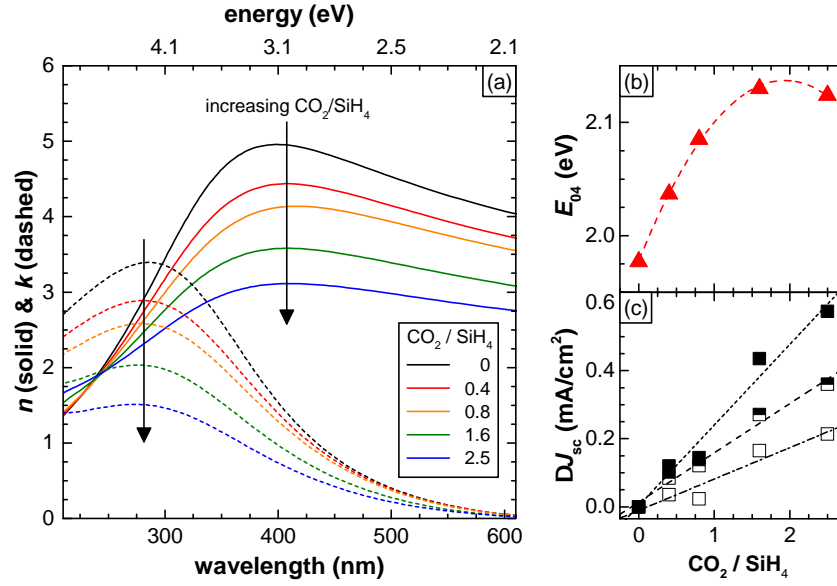 energy (eV)
4.1 3.1 2.5 2.1
6
5
4
3
2
1
0
n (solid) & k (dashed)
(a)
increasing CO₂/SiH₄
CO₂ / SiH₄
0
0.4
0.8
1.6
2.5
300 400 500 600
wavelength (nm)
(b)
2.13
2.05
1.98
E₀₄ (eV)
(c)
0.6
0.4
0.2
0.0
DJsc (mA/cm²)
0 1 2
CO₂ / SiH₄